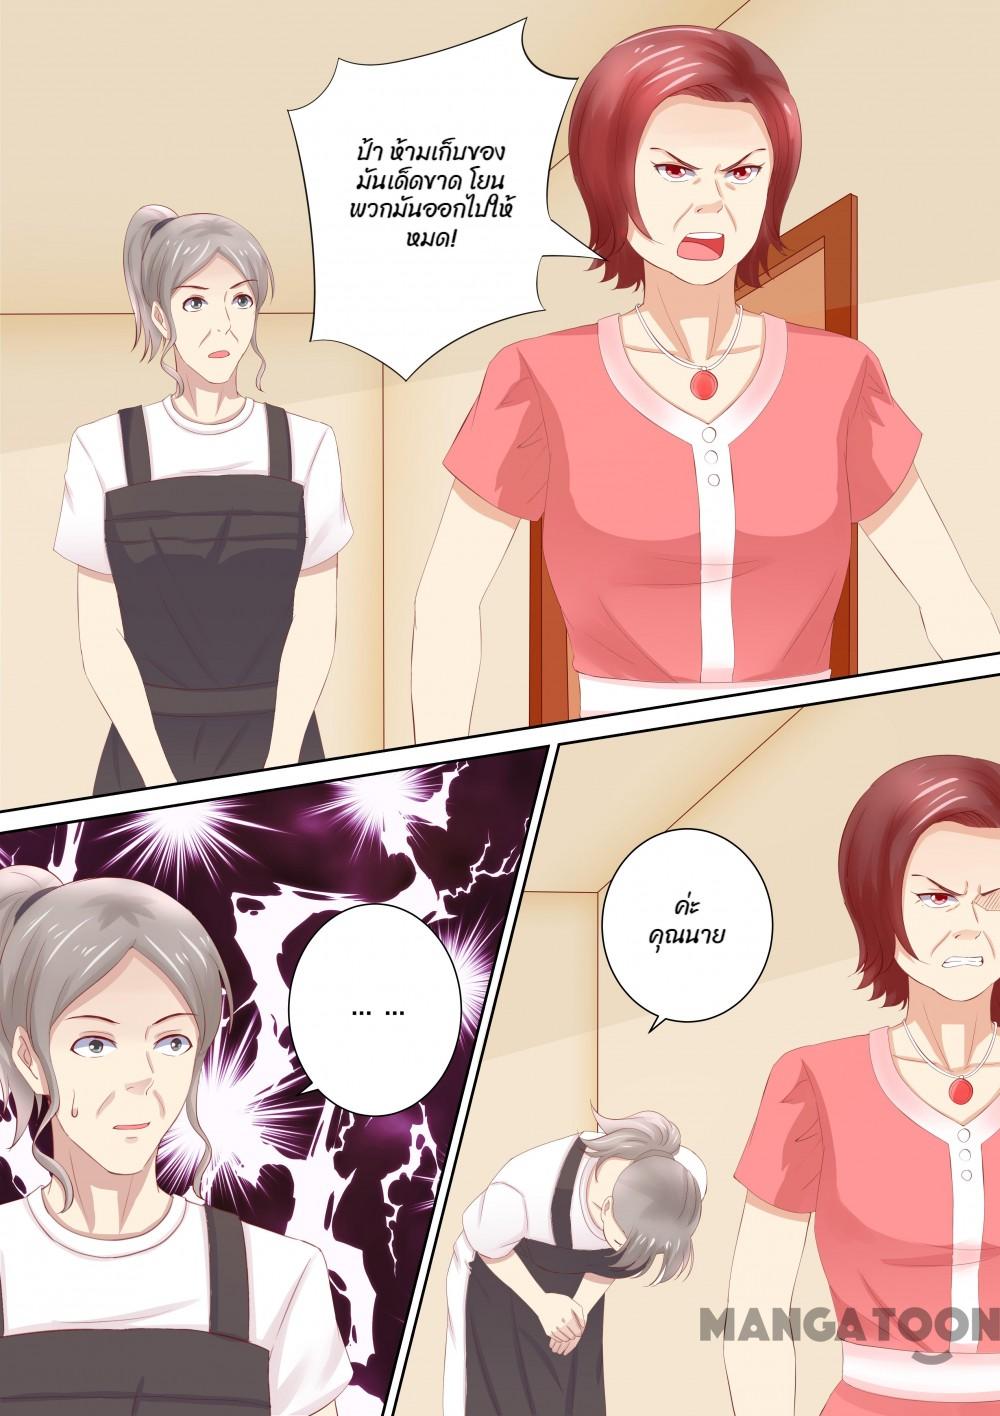 ป้า ห้ามเก็บของ
มันเด็ดขาด โยน
พวกมันออกไปให้
หมด!
... ...
ค่ะ
คุณนาย
MANGATOON